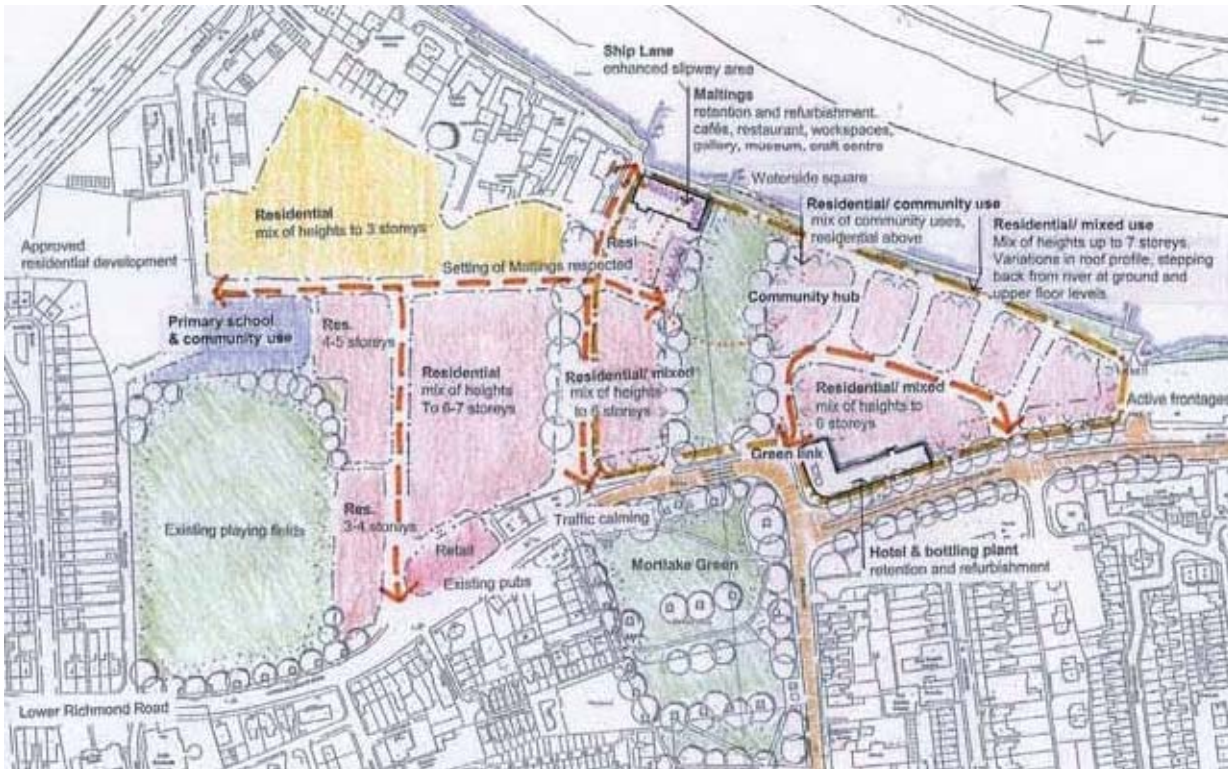 Ship Lane
enhanced slipway area
Maltings
retention and refurbishment.
cafés, restaurant, workspaces,
gallery, museum, craft centre
Waterside square
Residential
mix of heights to 3 storeys
Residential/ community use
mix of community uses,
residential above
Residential/ mixed use
Mix of heights up to 7 storeys.
Variations in roof profile, stepping
back from river at ground and
upper floor levels
Approved
residential development
Resi
Setting of Maltings respected
Community hub
Primary school
& community use
Res.
4-5 storeys
Residential
mix of heights
To 6-7 storeys
Residential/ mixed
mix of heights
to 6 storeys
Residential/ mixed
mix of heights to
6 storeys
Active frontages
Green link
Existing playing fields
Res.
3-4 storeys
Traffic calming
Retail
Existing pubs
Mortlake Green
Hotel & bottling plant
retention and refurbishment
Lower Richmond Road